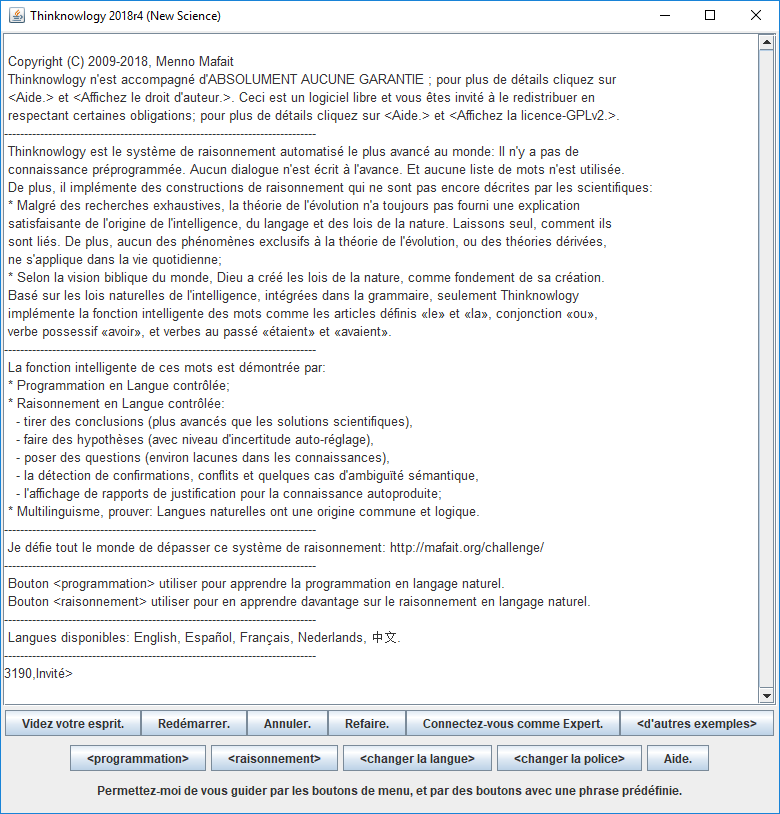 Thinknowlogy 2018r4 (New Science)
Copyright (C) 2009-2018, Menno Mafait
Thinknowlogy n'est accompagné d'ABSOLUMENT AUCUNE GARANTIE ; pour plus de détails cliquez sur
<Aide.> et <Affichez le droit d'auteur.>. Ceci est un logiciel libre et vous êtes invité à le redistribuer en
respectant certaines obligations; pour plus de détails cliquez sur <Aide.> et <Affichez la licence-GPLv2.>.
------------------------------------------------------------------------------
Thinknowlogy est le système de raisonnement automatisé le plus avancé au monde: Il n'y a pas de
connaissance préprogrammée. Aucun dialogue n'est écrit à l'avance. Et aucune liste de mots n'est utilisée.
De plus, il implémente des constructions de raisonnement qui ne sont pas encore décrites par les scientifiques:
* Malgré des recherches exhaustives, la théorie de l'évolution n'a toujours pas fourni une explication
satisfaisante de l'origine de l'intelligence, du langage et des lois de la nature. Laissons seul, comment ils
sont liés. De plus, aucun des phénomènes exclusifs à la théorie de l'évolution, ou des théories dérivées,
ne s'applique dans la vie quotidienne;
* Selon la vision biblique du monde, Dieu a créé les lois de la nature, comme fondement de sa création.
Basé sur les lois naturelles de l'intelligence, intégrées dans la grammaire, seulement Thinknowlogy
implémente la fonction intelligente des mots comme les articles définis «le» et «la», conjonction «ou»,
verbe possessif «avoir», et verbes au passé «étaient» et «avaient».
------------------------------------------------------------------------------
La fonction intelligente de ces mots est démontrée par:
* Programmation en Langue contrôlée;
* Raisonnement en Langue contrôlée:
- tirer des conclusions (plus avancés que les solutions scientifiques),
- faire des hypothèses (avec niveau d'incertitude auto-réglage),
- poser des questions (environ lacunes dans les connaissances),
- la détection de confirmations, conflits et quelques cas d'ambiguïté sémantique,
- l'affichage de rapports de justification pour la connaissance autoproduite;
* Multilinguisme, prouver: Langues naturelles ont une origine commune et logique.
------------------------------------------------------------------------------
Je défie tout le monde de dépasser ce système de raisonnement: http://mafait.org/challenge/
------------------------------------------------------------------------------
Bouton <programmation> utiliser pour apprendre la programmation en langage naturel.
Bouton <raisonnement> utiliser pour en apprendre davantage sur le raisonnement en langage naturel.
------------------------------------------------------------------------------
Langues disponibles: English, Español, Français, Nederlands, 中文.
------------------------------------------------------------------------------
3190,Invité>
Videz votre esprit. Redémarrer. Annuler. Refaire. Connectez-vous comme Expert. <d'autres exemples>
<programmation> <raisonnement> <changer la langue> <changer la police> Aide.
Permettez-moi de vous guider par les boutons de menu, et par des boutons avec une phrase prédéfinie.